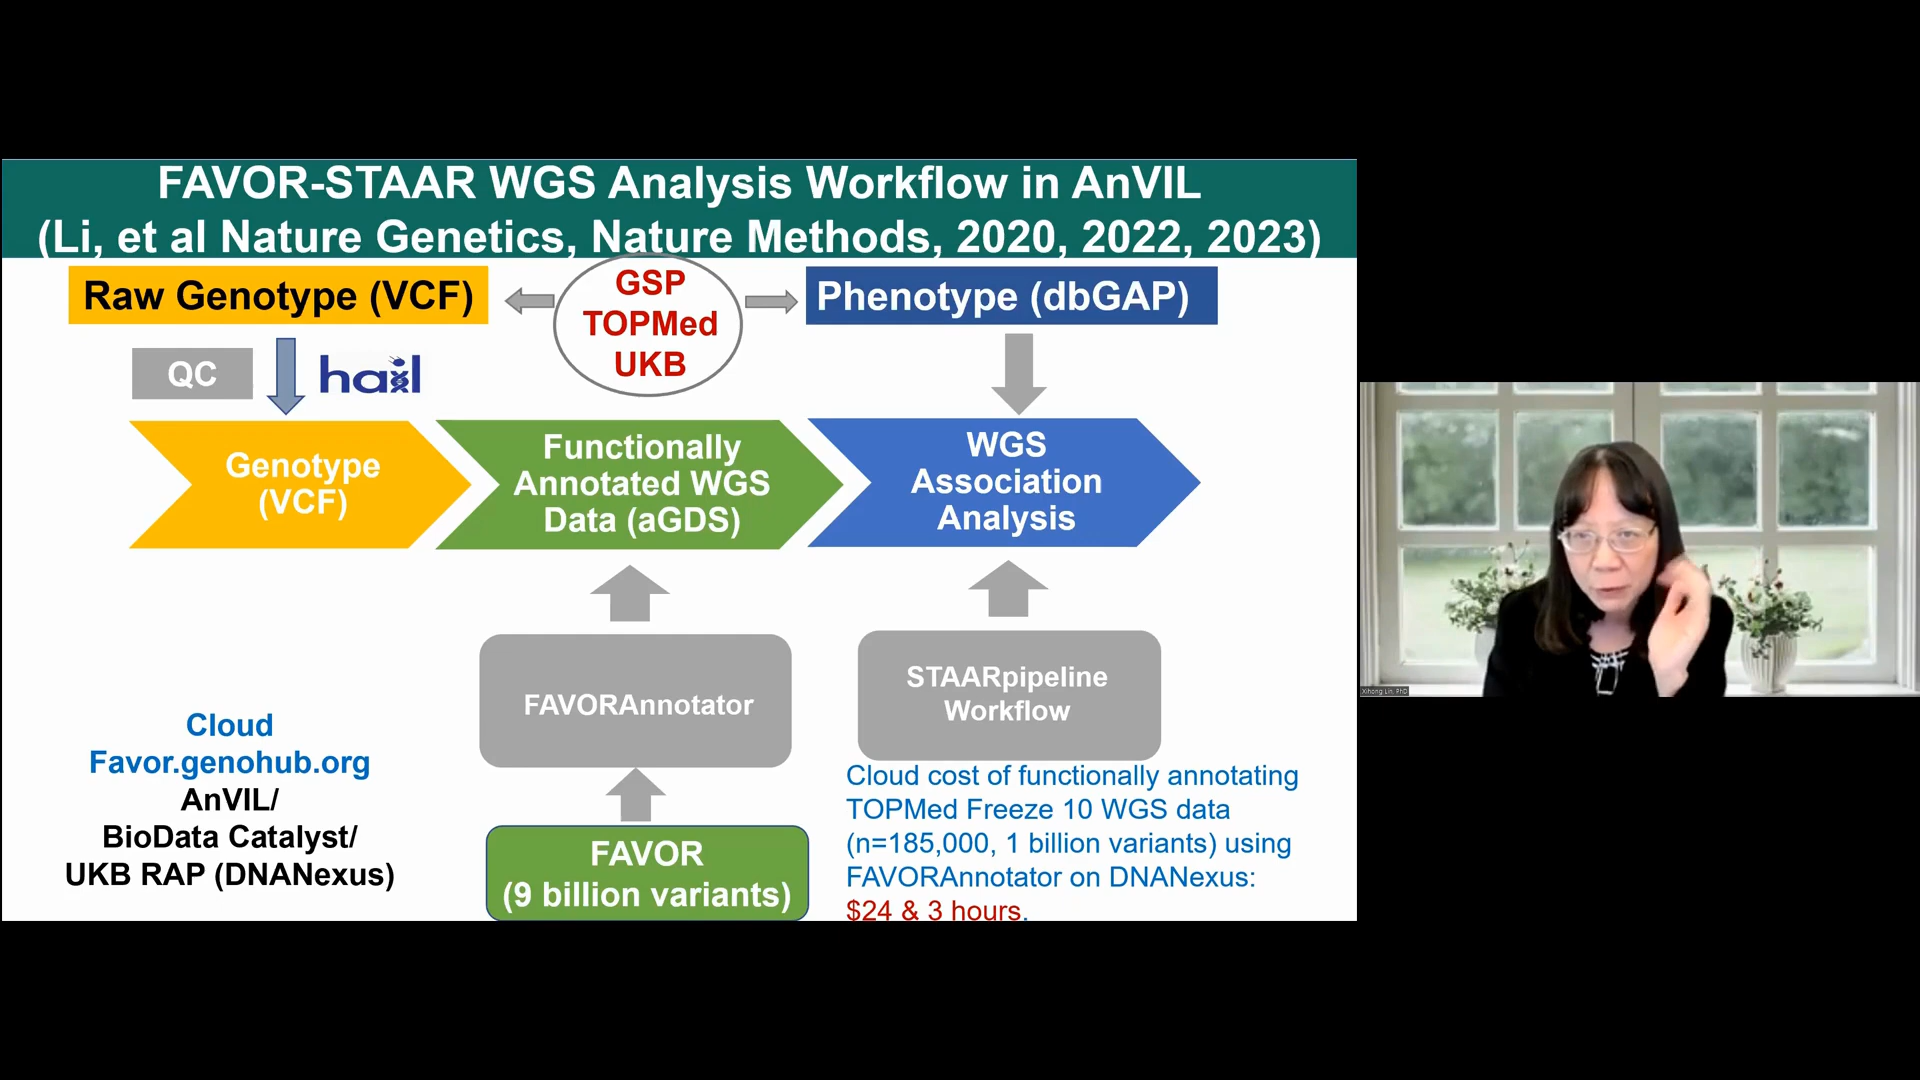 FAVOR-STAAR WGS Analysis Workflow in AnVIL
(Li, et al Nature Genetics, Nature Methods, 2020, 2022, 2023)
Raw Genotype (VCF)
GSP
TOPMed
UKB
Phenotype (dbGAP)
QC
hail
Genotype
(VCF)
Functionally
Annotated WGS
Data (aGDS)
WGS
Association
Analysis
FAVORAnnotator
STAARpipeline
Workflow
Cloud
Favor.genohub.org
AnVIL/
BioData Catalyst/
UKB RAP (DNANexus)
FAVOR
(9 billion variants)
Cloud cost of functionally annotating
TOPMed Freeze 10 WGS data
(n=185,000, 1 billion variants) using
FAVORAnnotator on DNANexus:
$24 & 3 hours.
Xihong Lin, PhD